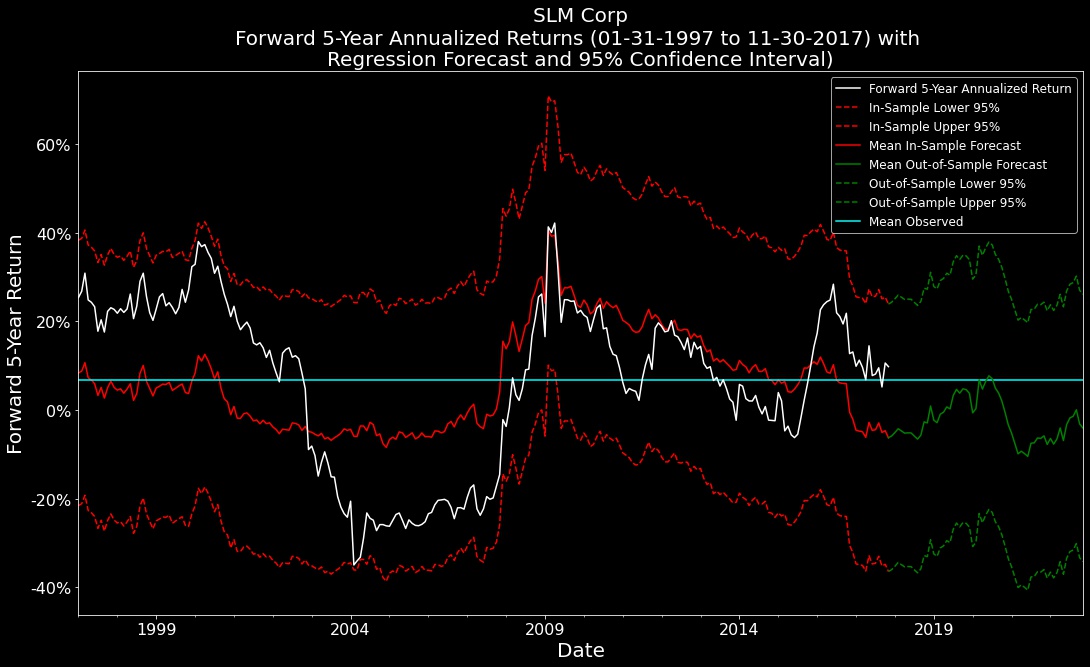 SLM Corp
Forward 5-Year Annualized Returns (01-31-1997 to 11-30-2017) with
Regression Forecast and 95% Confidence Interval)
Forward 5-Year Annualized Return
In-Sample Lower 95%
In-Sample Upper 95%
Mean In-Sample Forecast
Mean Out-of-Sample Forecast
Out-of-Sample Lower 95%
Out-of-Sample Upper 95%
Mean Observed
Forward 5-Year Return
60%
40%
20%
0%
-20%
-40%
1999
2004
2009
2014
2019
Date